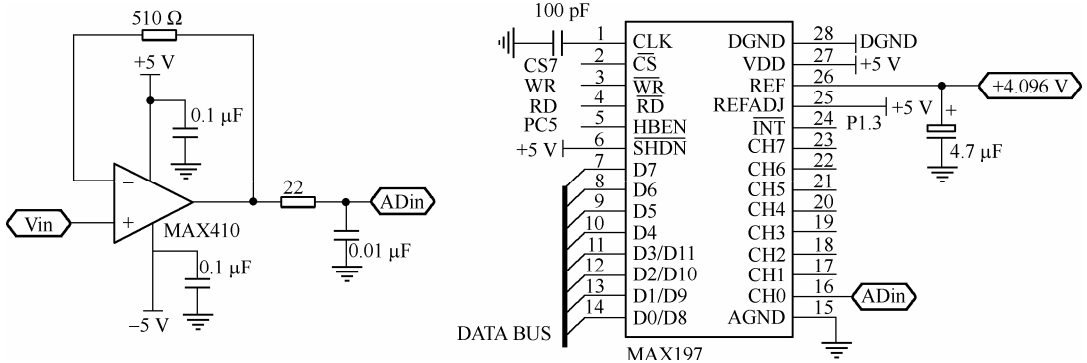 510 Ω
+5 V
0.1 μF
Vin
−
+
MAX410
22
ADin
0.01 μF
0.1 μF
−5 V
100 pF
1 CLK
CS7 2 CS
WR 3 WR
RD 4 RD
PC5 5 HBEN
+5 V 6 SHDN
7 D7
8 D6
9 D5
10 D4
11 D3/D11
12 D2/D10
13 D1/D9
14 D0/D8
DATA BUS
DGND 28 DGND
VDD 27 +5 V
REF 26 +4.096 V
REFADJ 25 +5 V
INT 24 P1.3
CH7 23
CH6 22
CH5 21
CH4 20
CH3 19
CH2 18
CH1 17
CH0 16 ADin
AGND 15
+
4.7 μF
MAX197